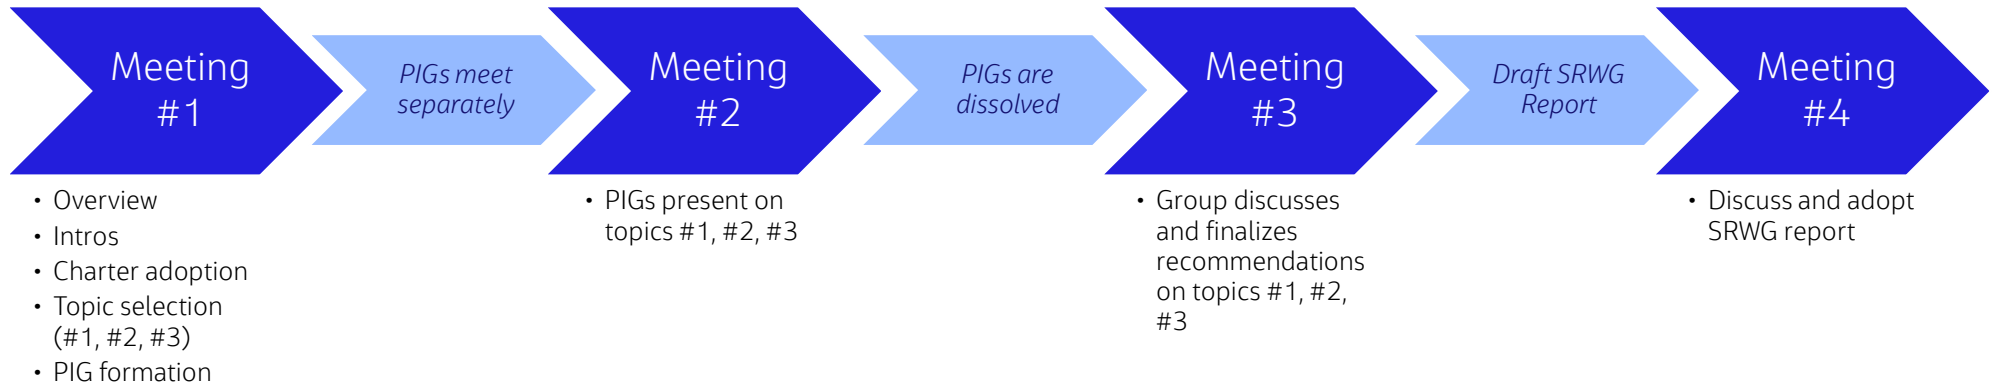 Meeting
#1
PIGs meet
separately
Meeting
#2
PIGs are
dissolved
Meeting
#3
Draft SRWG
Report
Meeting
#4
• Overview
• Intros
• Charter adoption
• Topic selection
(#1, #2, #3)
• PIG formation
• PIGs present on
topics #1, #2, #3
• Group discusses
and finalizes
recommendations
on topics #1, #2,
#3
• Discuss and adopt
SRWG report